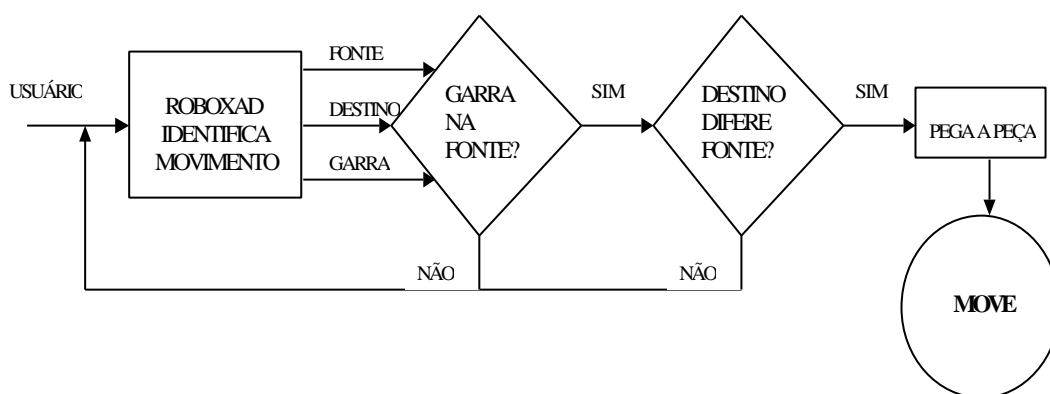 USUÁRIO
ROBOXAD
IDENTIFICA
MOVIMENTO
FONTE
DESTINO
GARRA
GARRA
NA
FONTE?
SIM
DESTINO
DIFERE
FONTE?
SIM
PEGA A PEÇA
NÃO
NÃO
MOVE